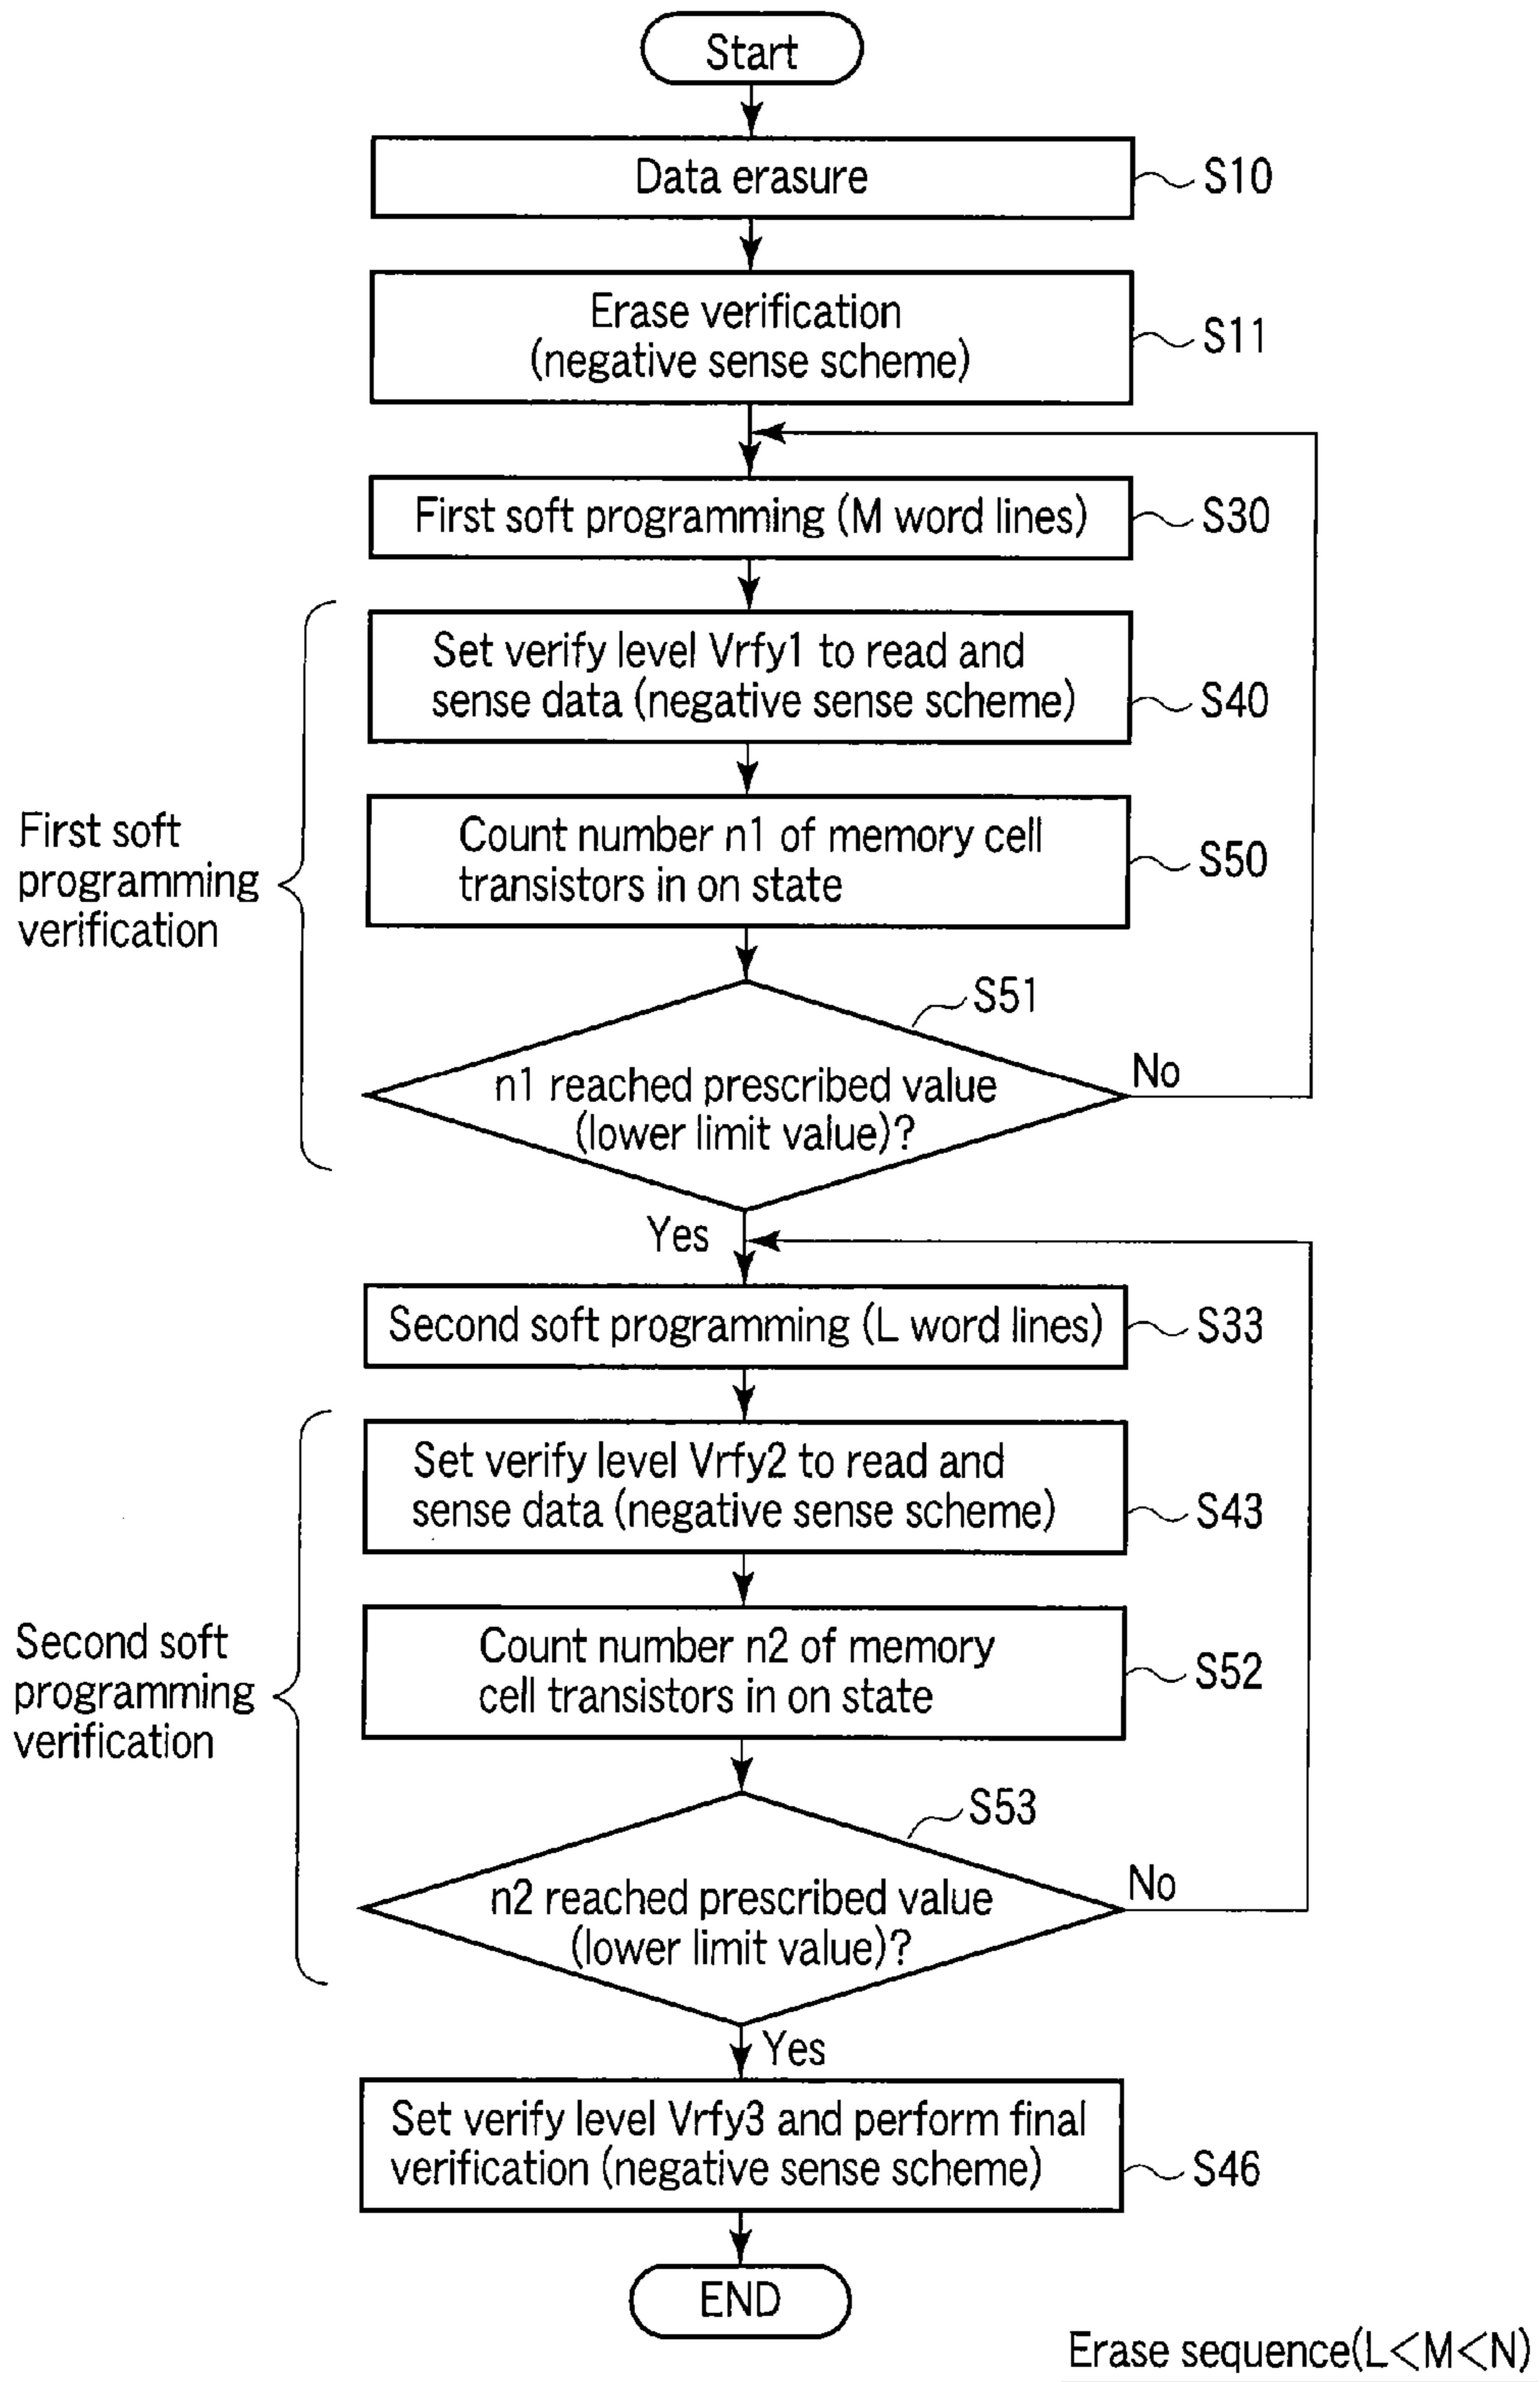 Start
Data erasure
S10
Erase verification
(negative sense scheme)
S11
First soft programming (M word lines)
S30
Set verify level Vrfy1 to read and
sense data (negative sense scheme)
S40
First soft
programming
verification
Count number n1 of memory cell
transistors in on state
S50
S51
n1 reached prescribed value
(lower limit value)?
No
Yes
Second soft programming (L word lines)
S33
Set verify level Vrfy2 to read and
sense data (negative sense scheme)
S43
Second soft
programming
verification
Count number n2 of memory
cell transistors in on state
S52
S53
n2 reached prescribed value
(lower limit value)?
No
Yes
Set verify level Vrfy3 and perform final
verification (negative sense scheme)
S46
END
Erase sequence(L<M<N)